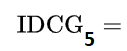 IDCG₅ =